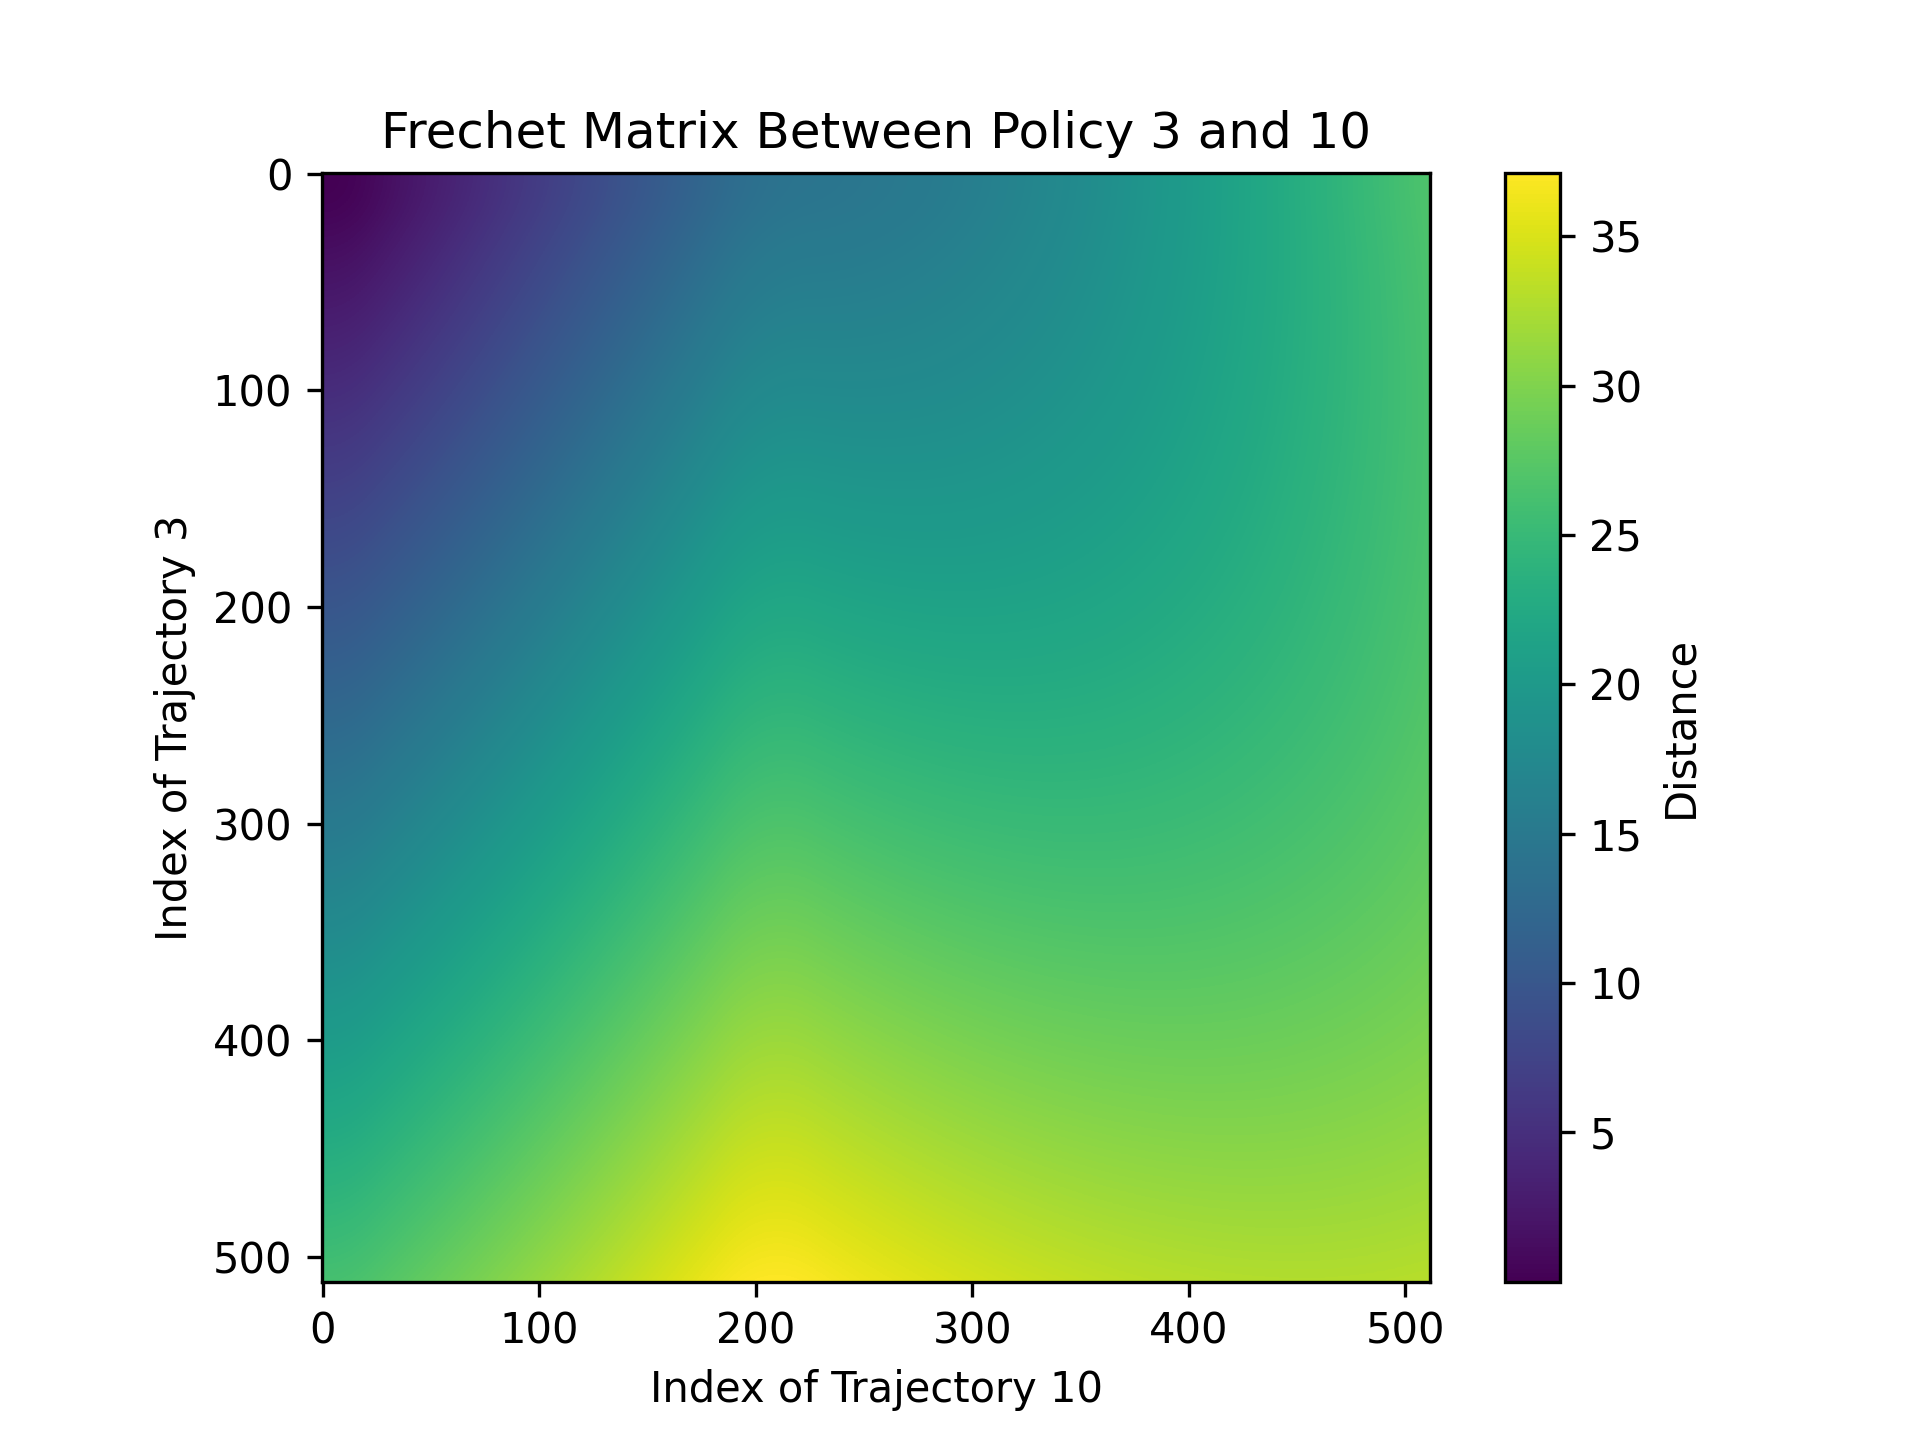 Frechet Matrix Between Policy 3 and 10
0
100
200
300
400
500
Index of Trajectory 3
0 100 200 300 400 500
Index of Trajectory 10
35
30
25
20
15
10
5
Distance